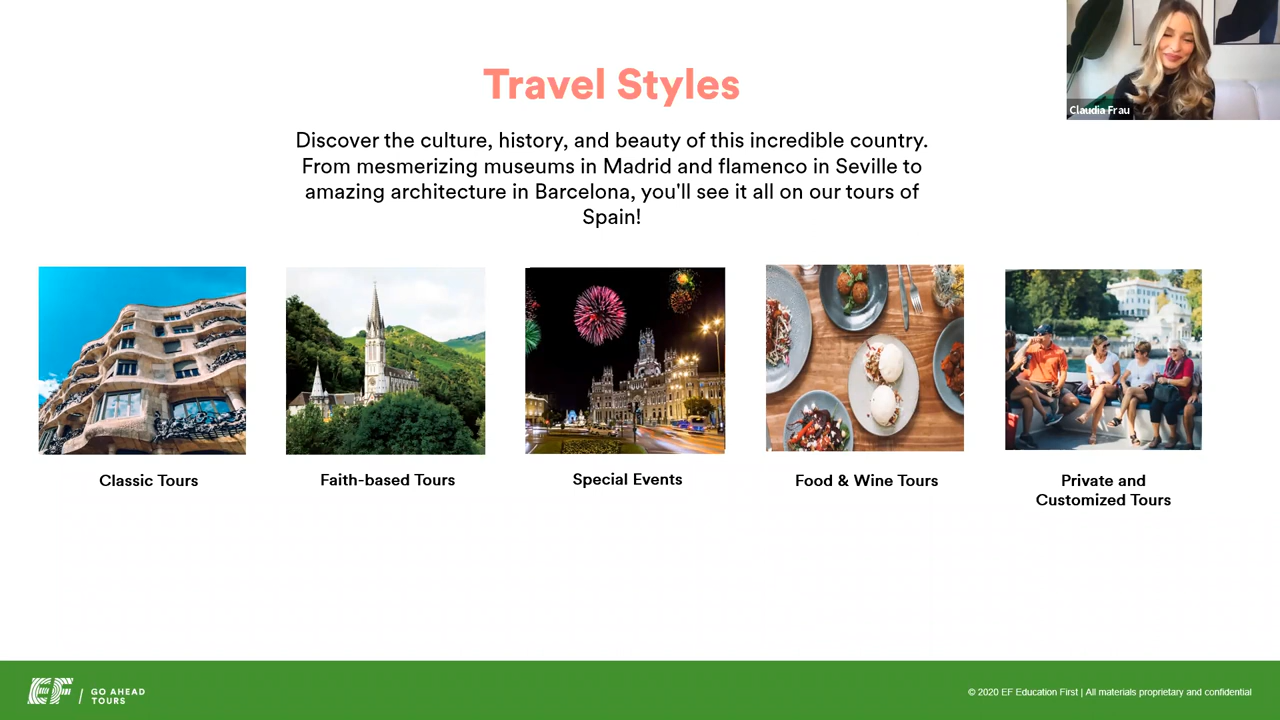 Claudia Frau
Travel Styles
Discover the culture, history, and beauty of this incredible country.
From mesmerizing museums in Madrid and flamenco in Seville to
amazing architecture in Barcelona, you'll see it all on our tours of
Spain!
Classic Tours
Faith-based Tours
Special Events
Food & Wine Tours
Private and
Customized Tours
EF / GO AHEAD
TOURS
© 2020 EF Education First | All materials proprietary and confidential